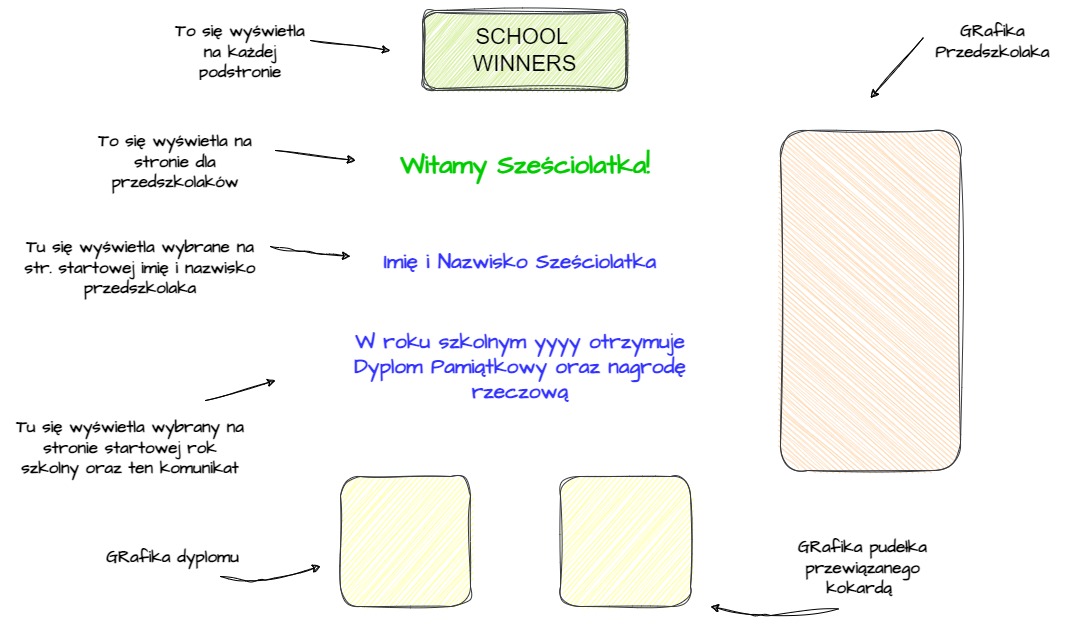 To się wyświetla
na każdej
podstronie
SCHOOL
WINNERS
GRafika
Przedszkolaka
To się wyświetla na
stronie dla
przedszkolaków
Witamy Sześciolatka!
Tu się wyświetla wybrane na
str. startowej imię i nazwisko
przedszkolaka
Imię i Nazwisko Sześciolatka
W roku szkolnym yyyy otrzymuje
Dyplom Pamiątkowy oraz nagrodę
rzeczową
Tu się wyświetla wybrany na
stronie startowej rok
szkolny oraz ten komunikat
GRafika dyplomu
GRafika pudełka
przewiązanego
kokardą